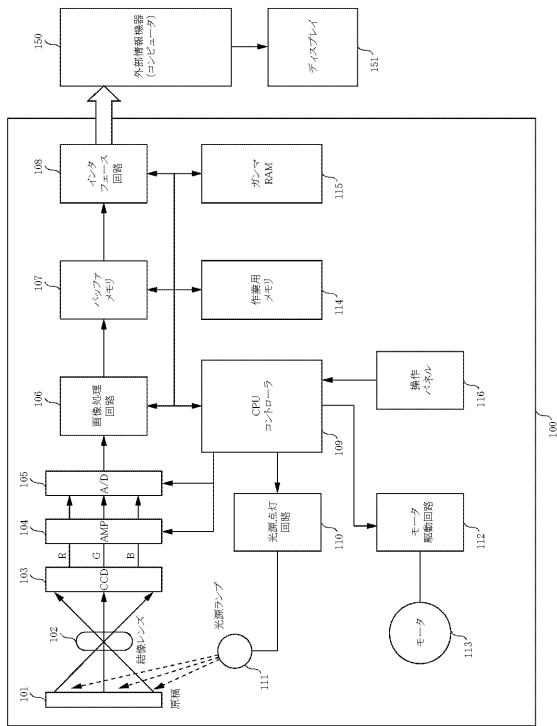 150
外部情報機器
(コンピュータ)
ディスプレイ
151
108
インタ
フェース
回路
ガンマ
RAM
115
107
バッファ
メモリ
作業用
メモリ
114
106
画像処理
回路
CPU
コントローラ
109
操作
パネル
116
100
105
A/D
104
AMP
R
G
B
103
CCD
光源点灯
回路
110
モータ
駆動回路
112
102
結像レンズ
光源ランプ
111
モータ
113
101
原稿